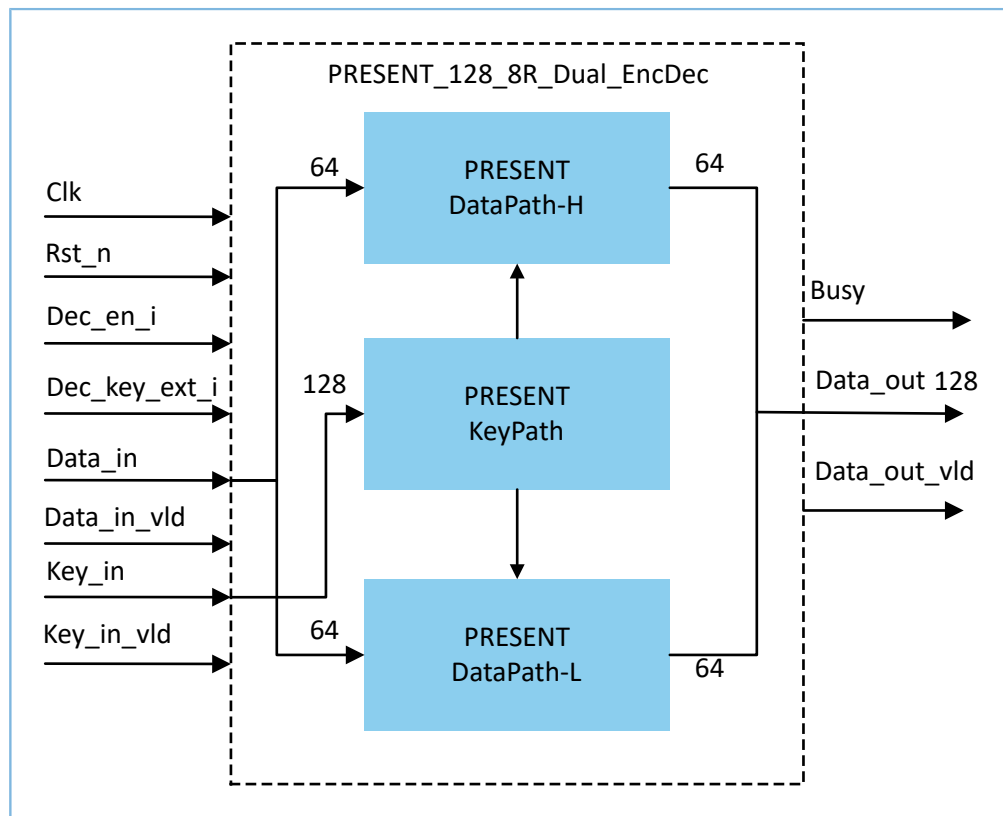 PRESENT_128_8R_Dual_EncDec
64
PRESENT
DataPath-H
64
Clk
Rst_n
Dec_en_i
Dec_key_ext_i
Data_in
Data_in_vld
Key_in
Key_in_vld
128
PRESENT
KeyPath
Busy
Data_out 128
Data_out_vld
64
PRESENT
DataPath-L
64